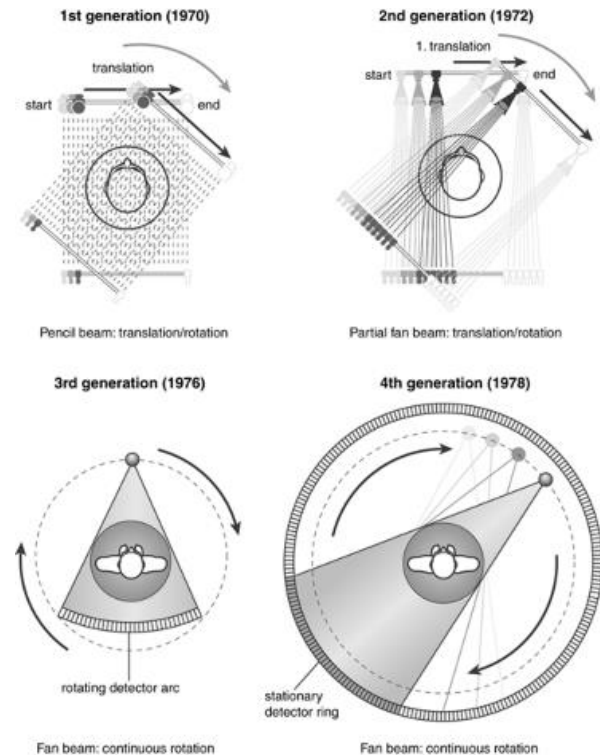 1st generation (1970)
translation
start
end
Pencil beam: translation/rotation
2nd generation (1972)
1. translation
start
end
Partial fan beam: translation/rotation
3rd generation (1976)
rotating detector arc
Fan beam: continuous rotation
4th generation (1978)
stationary
detector ring
Fan beam: continuous rotation